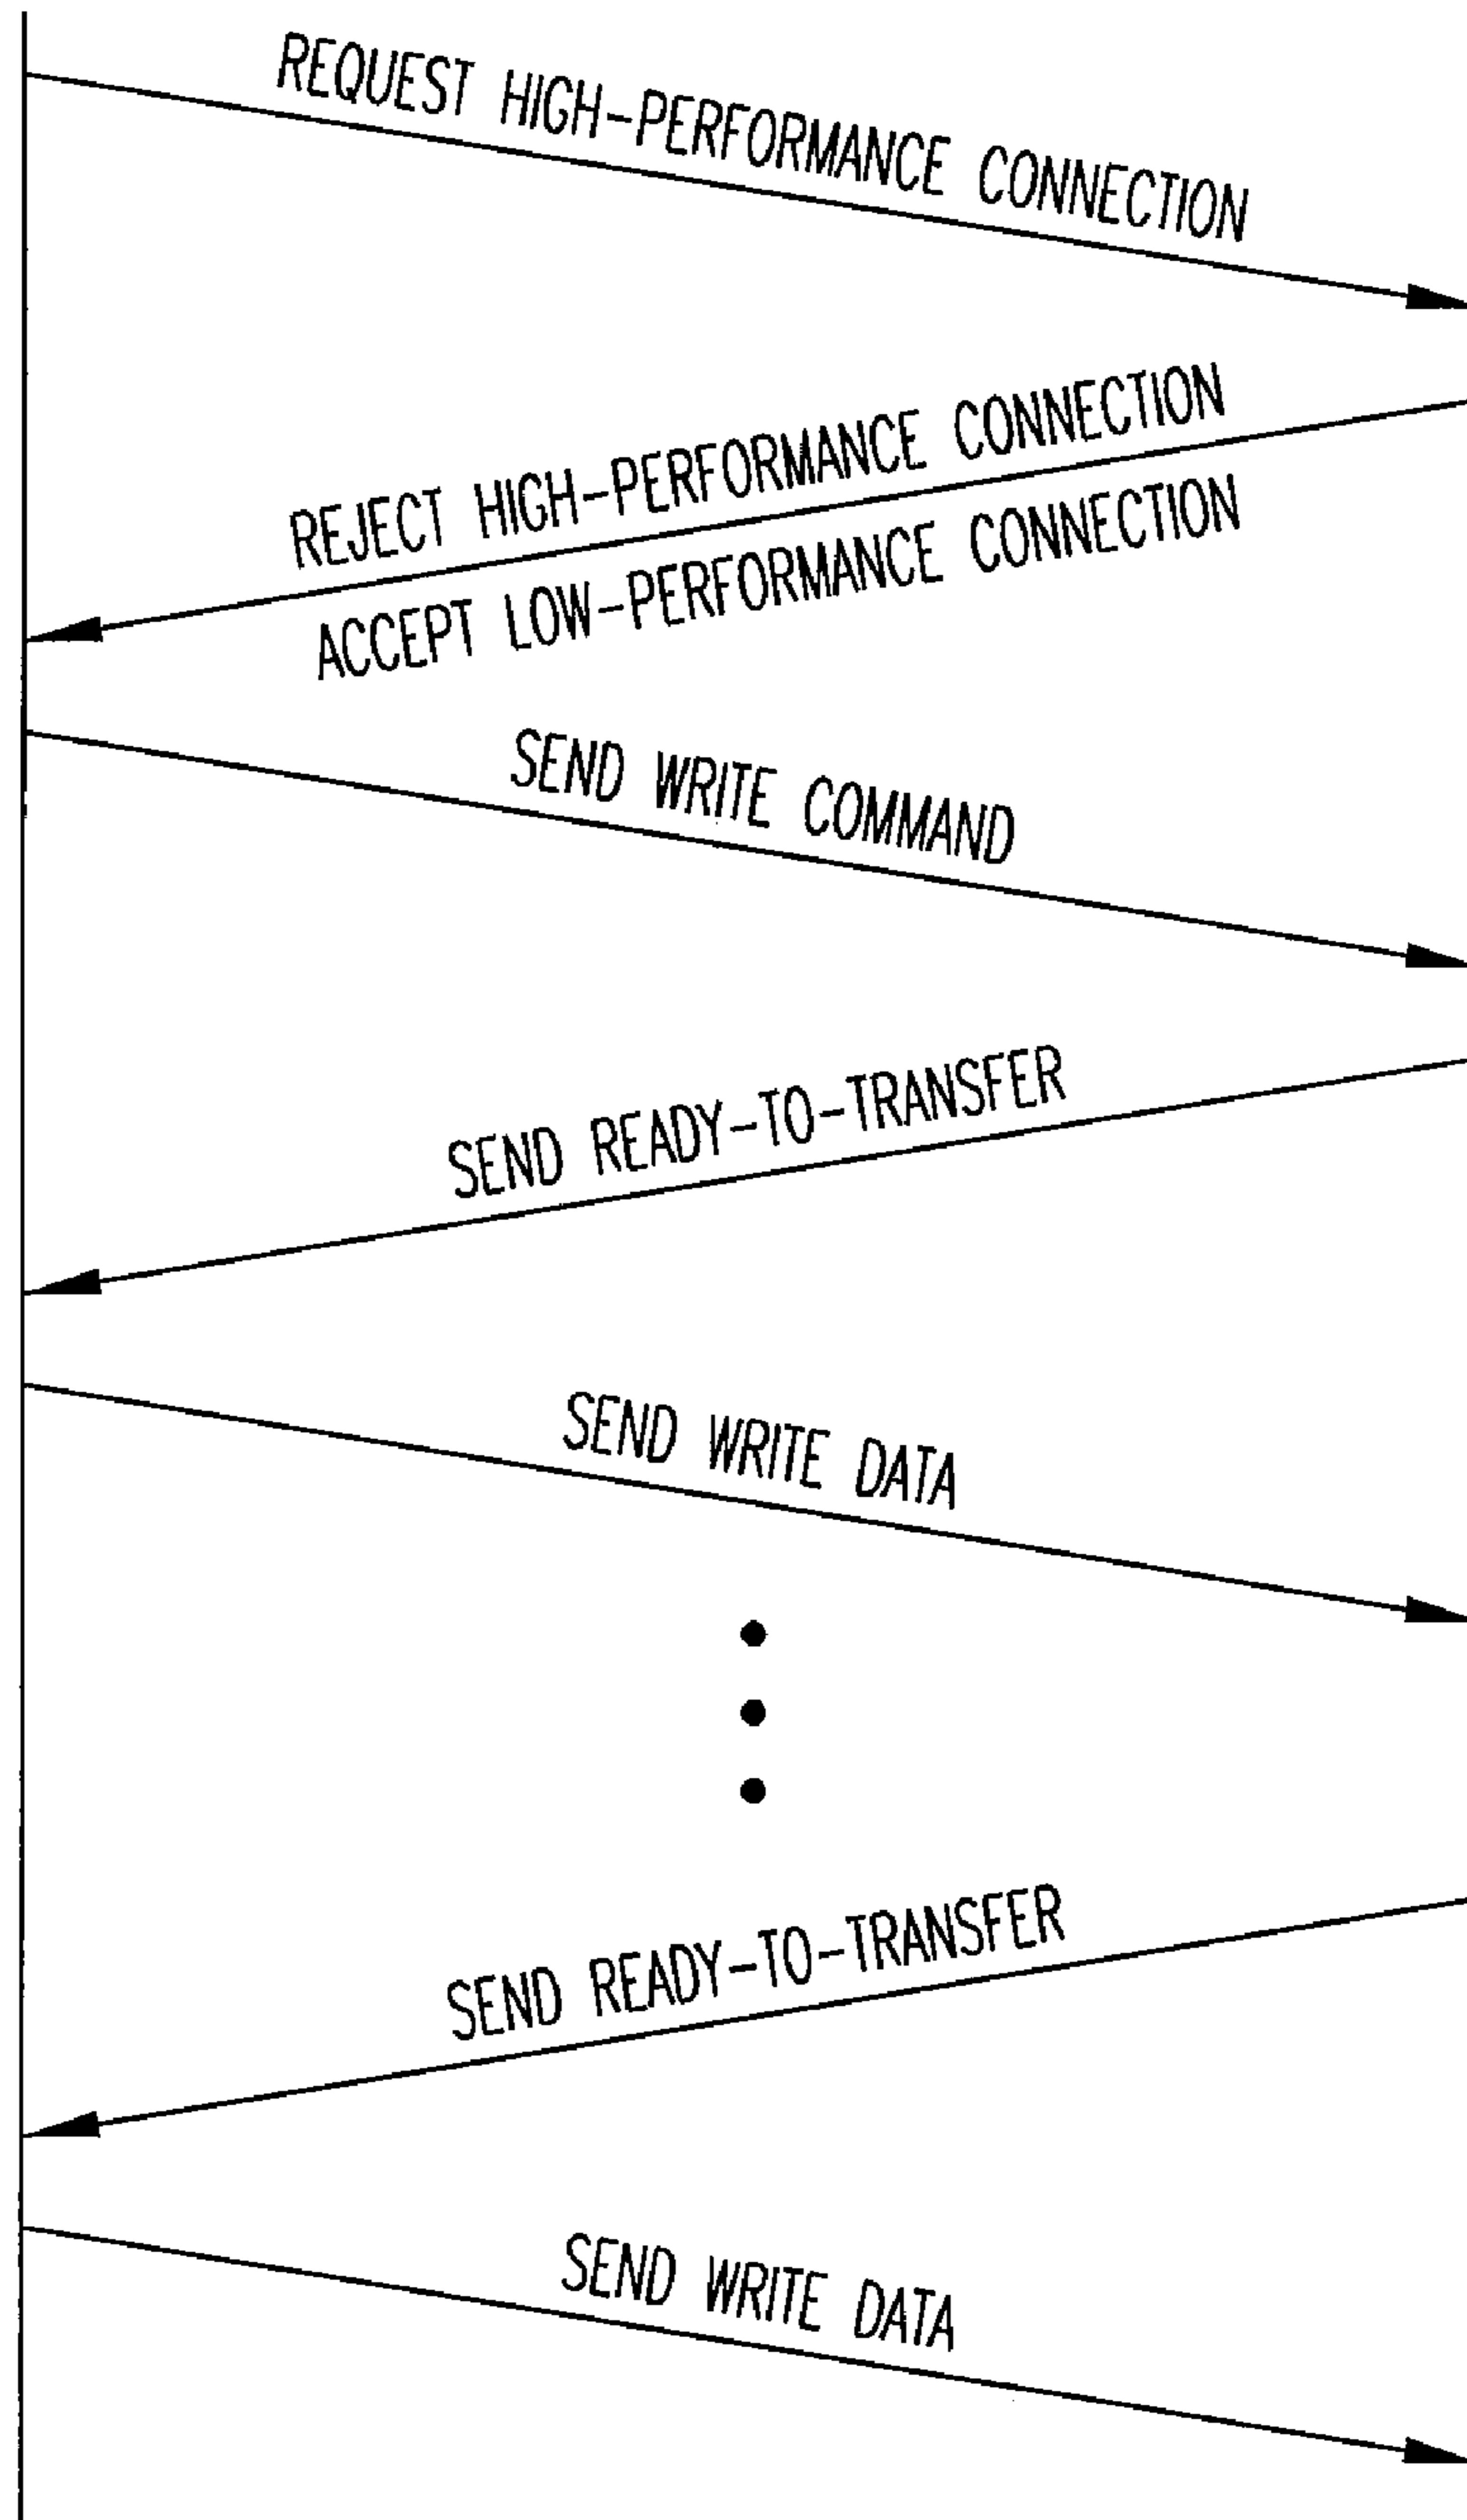 REQUEST HIGH-PERFORMANCE CONNECTION
REJECT HIGH-PERFORMANCE CONNECTION
ACCEPT LOW-PERFORMANCE CONNECTION
SEND WRITE COMMAND
SEND READY-TO-TRANSFER
SEND WRITE DATA
SEND READY-TO-TRANSFER
SEND WRITE DATA